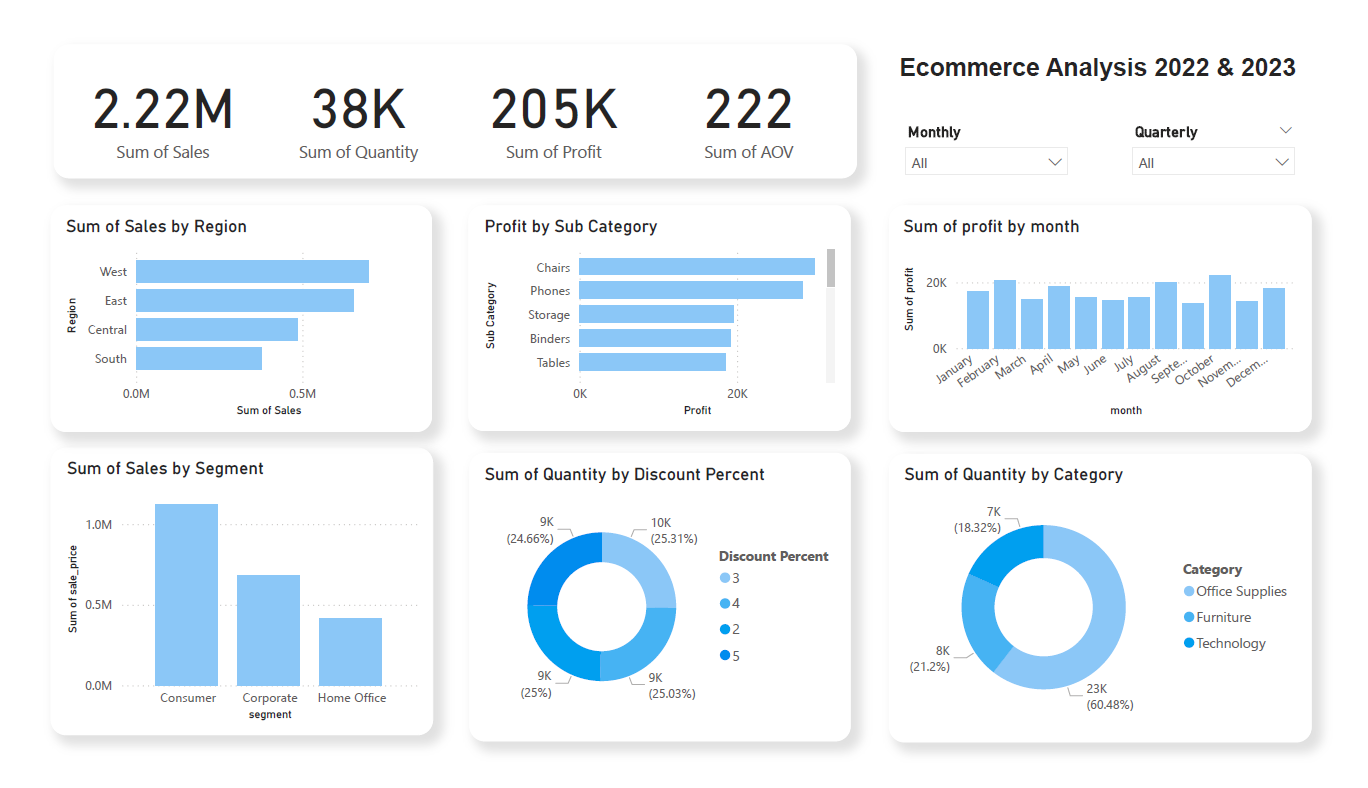 2.22M
Sum of Sales
38K
Sum of Quantity
205K
Sum of Profit
222
Sum of AOV
Ecommerce Analysis 2022 & 2023
Monthly
All
Quarterly
All
Sum of Sales by Region
Region
West
East
Central
South
0.0M
0.5M
Sum of Sales
Profit by Sub Category
Sub Category
Chairs
Phones
Storage
Binders
Tables
0K
20K
Profit
Sum of profit by month
Sum of profit
20K
0K
January
February
March
April
May
June
July
August
Septe...
October
Novem...
Decem...
month
Sum of Sales by Segment
Sum of sale_price
1.0M
0.5M
0.0M
Consumer
Corporate
Home Office
segment
Sum of Quantity by Discount Percent
9K
(24.66%)
10K
(25.31%)
9K
(25%)
9K
(25.03%)
Discount Percent
3
4
2
5
Sum of Quantity by Category
7K
(18.32%)
8K
(21.2%)
23K
(60.48%)
Category
Office Supplies
Furniture
Technology